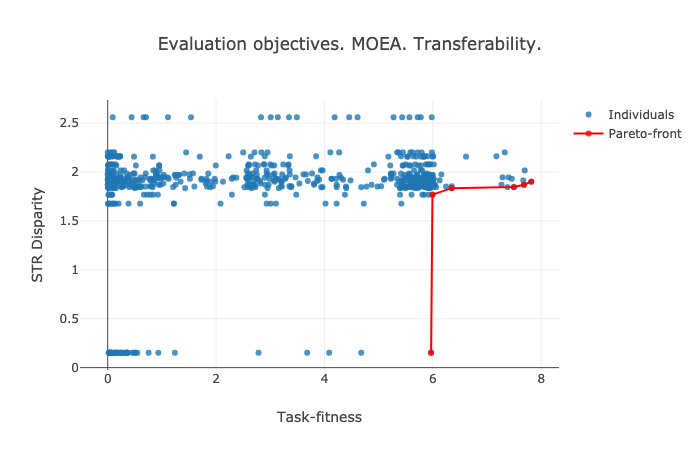 Evaluation objectives. MOEA. Transferability.
Individuals
Pareto-front
2.5
2
1.5
1
0.5
0
STR Disparity
0
2
4
6
8
Task-fitness